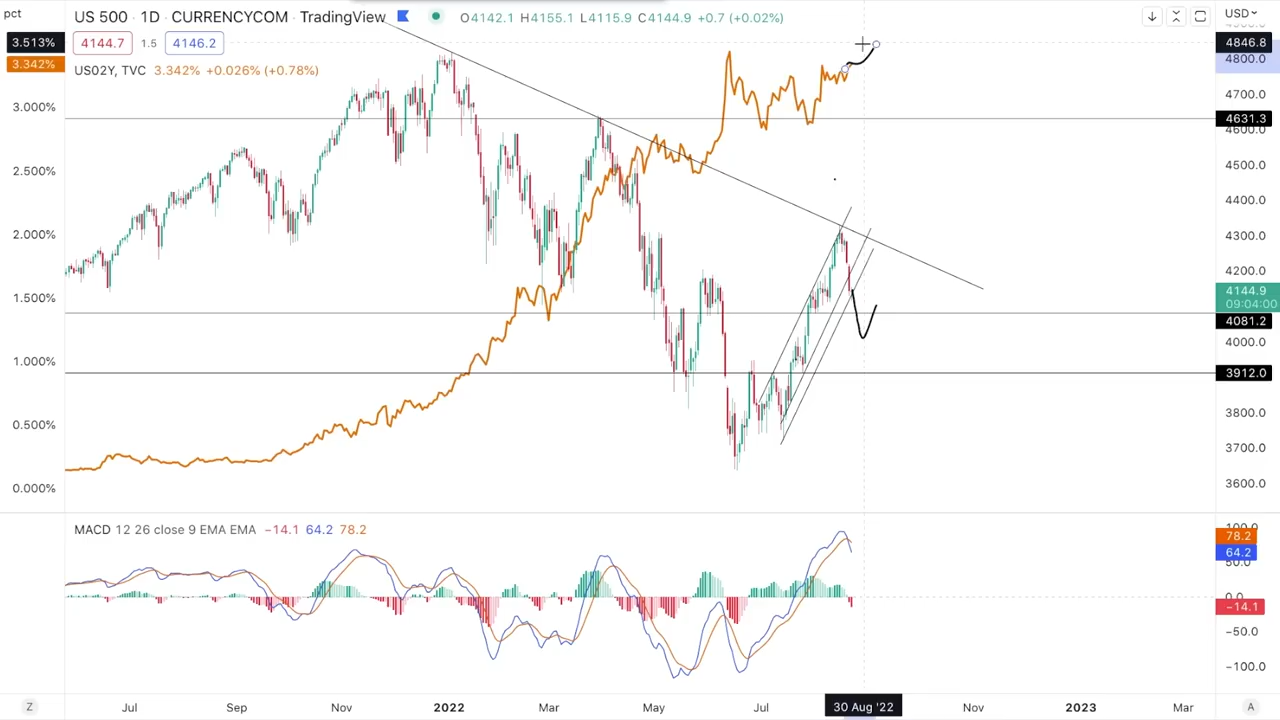 pct
US 500 · 1D · CURRENCYCOM · TradingView
O4142.1 H4155.1 L4115.9 C4144.9 +0.7 (+0.02%)
USD
3.513%
4144.7
1.5
4146.2
3.342%
US02Y, TVC 3.342% +0.026% (+0.78%)
3.000%
2.500%
2.000%
1.500%
1.000%
0.500%
0.000%
4846.8
4800.0
4700.0
4631.3
4600.0
4500.0
4400.0
4300.0
4200.0
4144.9
09:04:00
4081.2
4000.0
3912.0
3800.0
3700.0
3600.0
MACD 12 26 close 9 EMA EMA −14.1 64.2 78.2
100.0
78.2
64.2
50.0
0.0
−14.1
−50.0
−100.0
Z
Jul
Sep
Nov
2022
Mar
May
Jul
30 Aug '22
Nov
2023
Mar
A